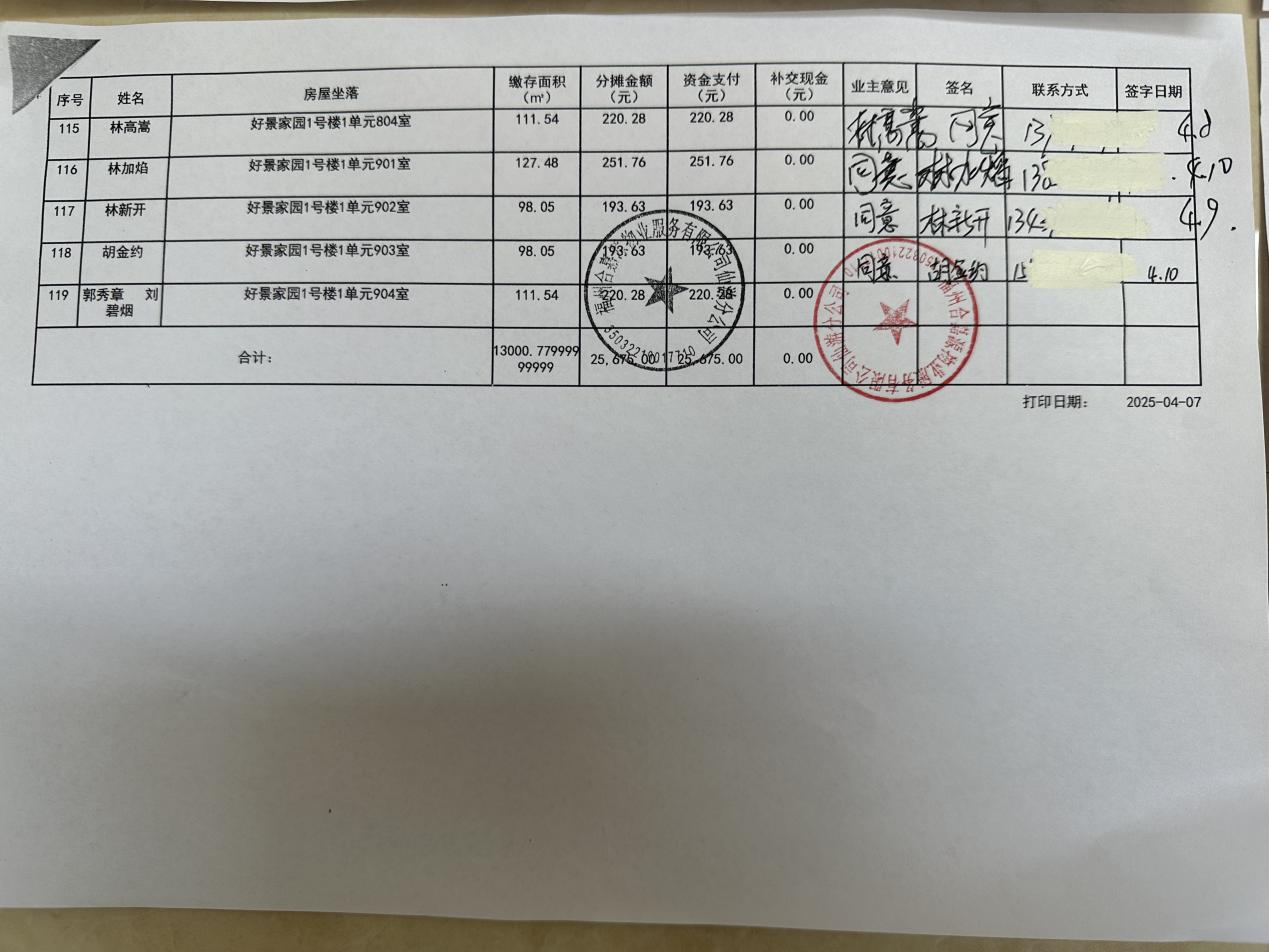 序号 姓名 房屋坐落 缴存面积（㎡） 分摊金额（元） 资金支付（元） 补交现金（元） 业主意见 签名 联系方式 签字日期
115 林高嵩 好景家园1号楼1单元804室 111.54 220.28 220.28 0.00 林高嵩 同意 13 4.8
116 林加焰 好景家园1号楼1单元901室 127.48 251.76 251.76 0.00 同意 13 4.10
117 林新开 好景家园1号楼1单元902室 98.05 193.63 193.63 0.00 同意 林新开 134 4.9.
118 胡金约 好景家园1号楼1单元903室 98.05 193.63 193.63 0.00 同意 胡金约 15 4.10
119 郭秀章 刘碧烟 好景家园1号楼1单元904室 111.54 220.28 220.28 0.00
合计： 13000.77999999999 25,675.00 25,675.00 0.00
打印日期： 2025-04-07